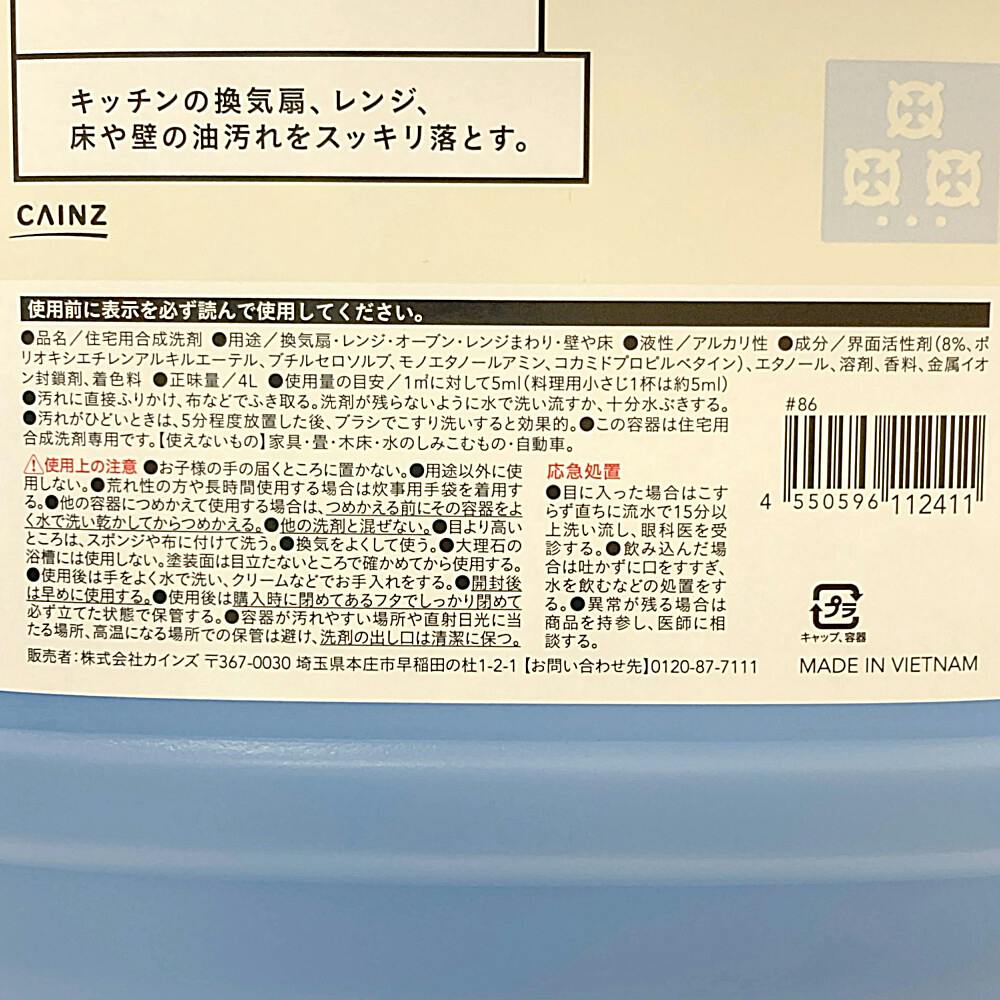 キッチンの換気扇、レンジ、
床や壁の油汚れをスッキリ落とす。
CAINZ
使用前に表示を必ず読んで使用してください。
●品名／住宅用合成洗剤 ●用途／換気扇・レンジ・オーブン・レンジまわり・壁や床 ●液性／アルカリ性 ●成分／界面活性剤(8%、ポ
リオキシエチレンアルキルエーテル、ブチルセロソルブ、モノエタノールアミン、コカミドプロピルベタイン)、エタノール、溶剤、香料、金属イオ
ン封鎖剤、着色料 ●正味量／4L ●使用量の目安／1㎡に対して5ml(料理用小さじ1杯は約5ml)
●汚れに直接ふりかけ、布などでふき取る。洗剤が残らないように水で洗い流すか、十分水ぶきする。
●汚れがひどいときは、5分程度放置した後、ブラシでこすり洗いすると効果的。●この容器は住宅用
合成洗剤専用です。【使えないもの】家具・畳・木床・水のしみこむもの・自動車。
⚠使用上の注意 ●お子様の手の届くところに置かない。●用途以外に使
用しない。●荒れ性の方や長時間使用する場合は炊事用手袋を着用す
る。●他の容器につめかえて使用する場合は、つめかえる前にその容器をよ
く水で洗い乾かしてからつめかえる。●他の洗剤と混ぜない。●目より高い
ところは、スポンジや布に付けて洗う。●換気をよくして使う。●大理石の
浴槽には使用しない。塗装面は目立たないところで確かめてから使用する。
●使用後は手をよく水で洗い、クリームなどでお手入れをする。●開封後
は早めに使用する。●使用後は購入時に閉めてあるフタでしっかり閉めて
必ず立てた状態で保管する。●容器が汚れやすい場所や直射日光に当
たる場所、高温になる場所での保管は避け、洗剤の出し口は清潔に保つ。
応急処置
●目に入った場合はこす
らず直ちに流水で15分以
上洗い流し、眼科医を受
診する。●飲み込んだ場
合は吐かずに口をすすぎ、
水を飲むなどの処置をす
る。●異常が残る場合は
商品を持参し、医師に相
談する。
#86
4 550596 112411
プラ
キャップ、容器
販売者：株式会社カインズ 〒367-0030 埼玉県本庄市早稲田の杜1-2-1【お問い合わせ先】0120-87-7111
MADE IN VIETNAM